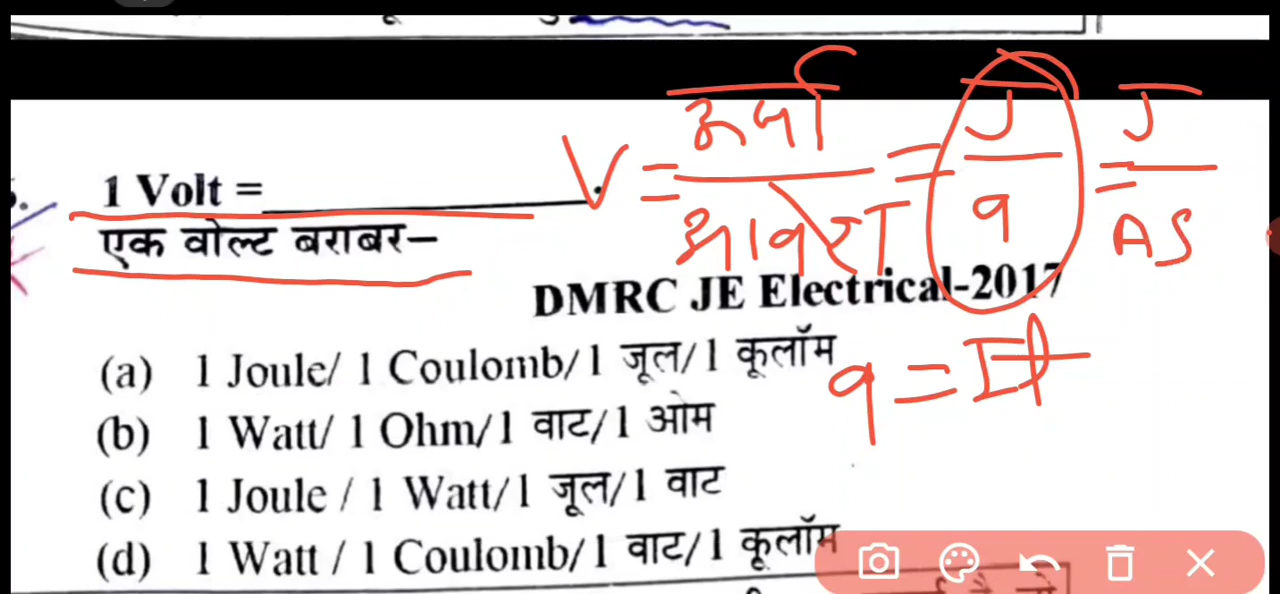 1 Volt = ________.
एक वोल्ट बराबर–
V = ऊर्जा / आवेश = J / q = J / AS
DMRC JE Electrical-2017
(a) 1 Joule/ 1 Coulomb/1 जूल/1 कूलॉम
q = It
(b) 1 Watt/ 1 Ohm/1 वाट/1 ओम
(c) 1 Joule / 1 Watt/1 जूल/1 वाट
(d) 1 Watt / 1 Coulomb/1 वाट/1 कूलॉम